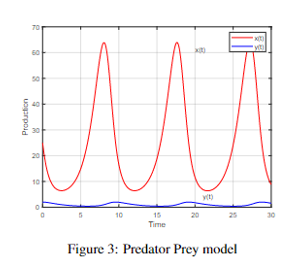 70
60
50
40
30
20
10
0
Production
x(t)
x(t)
y(t)
y(t)
0 5 10 15 20 25 30
Time
Figure 3: Predator Prey model